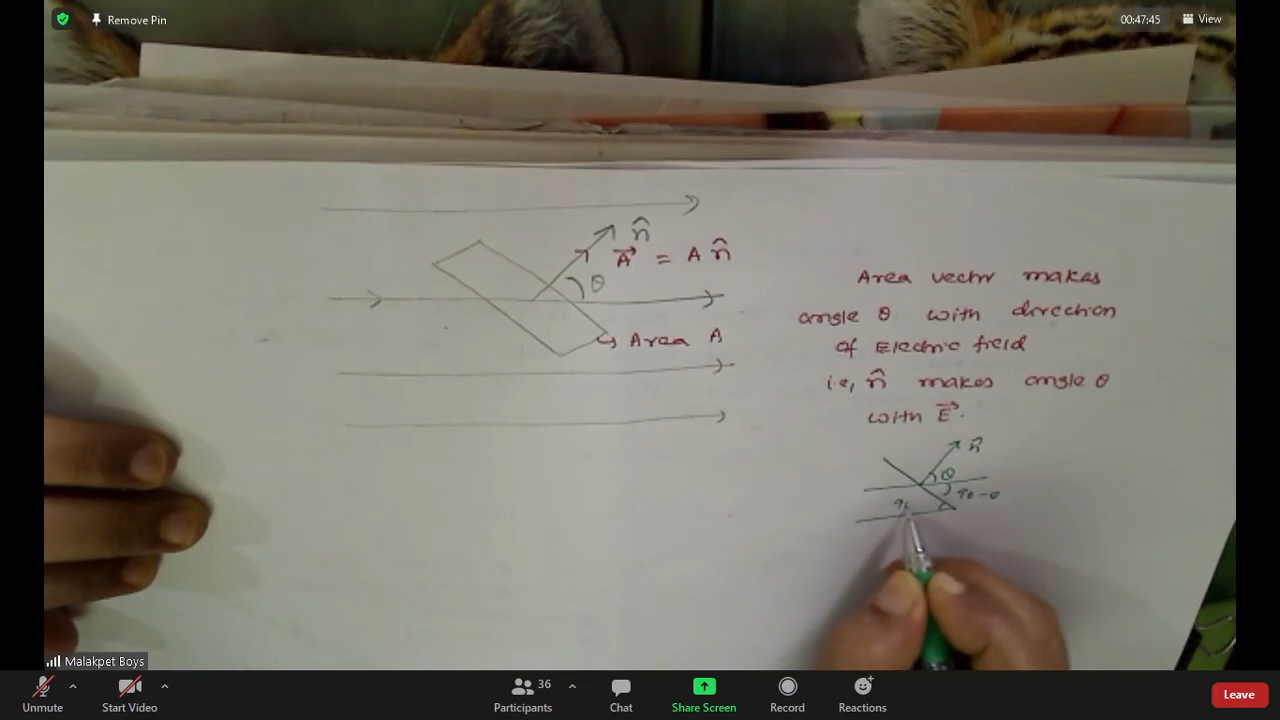 Remove Pin
00:47:45
View
n̂
A⃗ = A n̂
θ
Area A
Area vector makes
angle θ with direction
of Electric field
i.e, n̂ makes angle θ
with E⃗.
n̂
θ
90-θ
Malakpet Boys
36
Unmute
Start Video
Participants
Chat
Share Screen
Record
Reactions
Leave